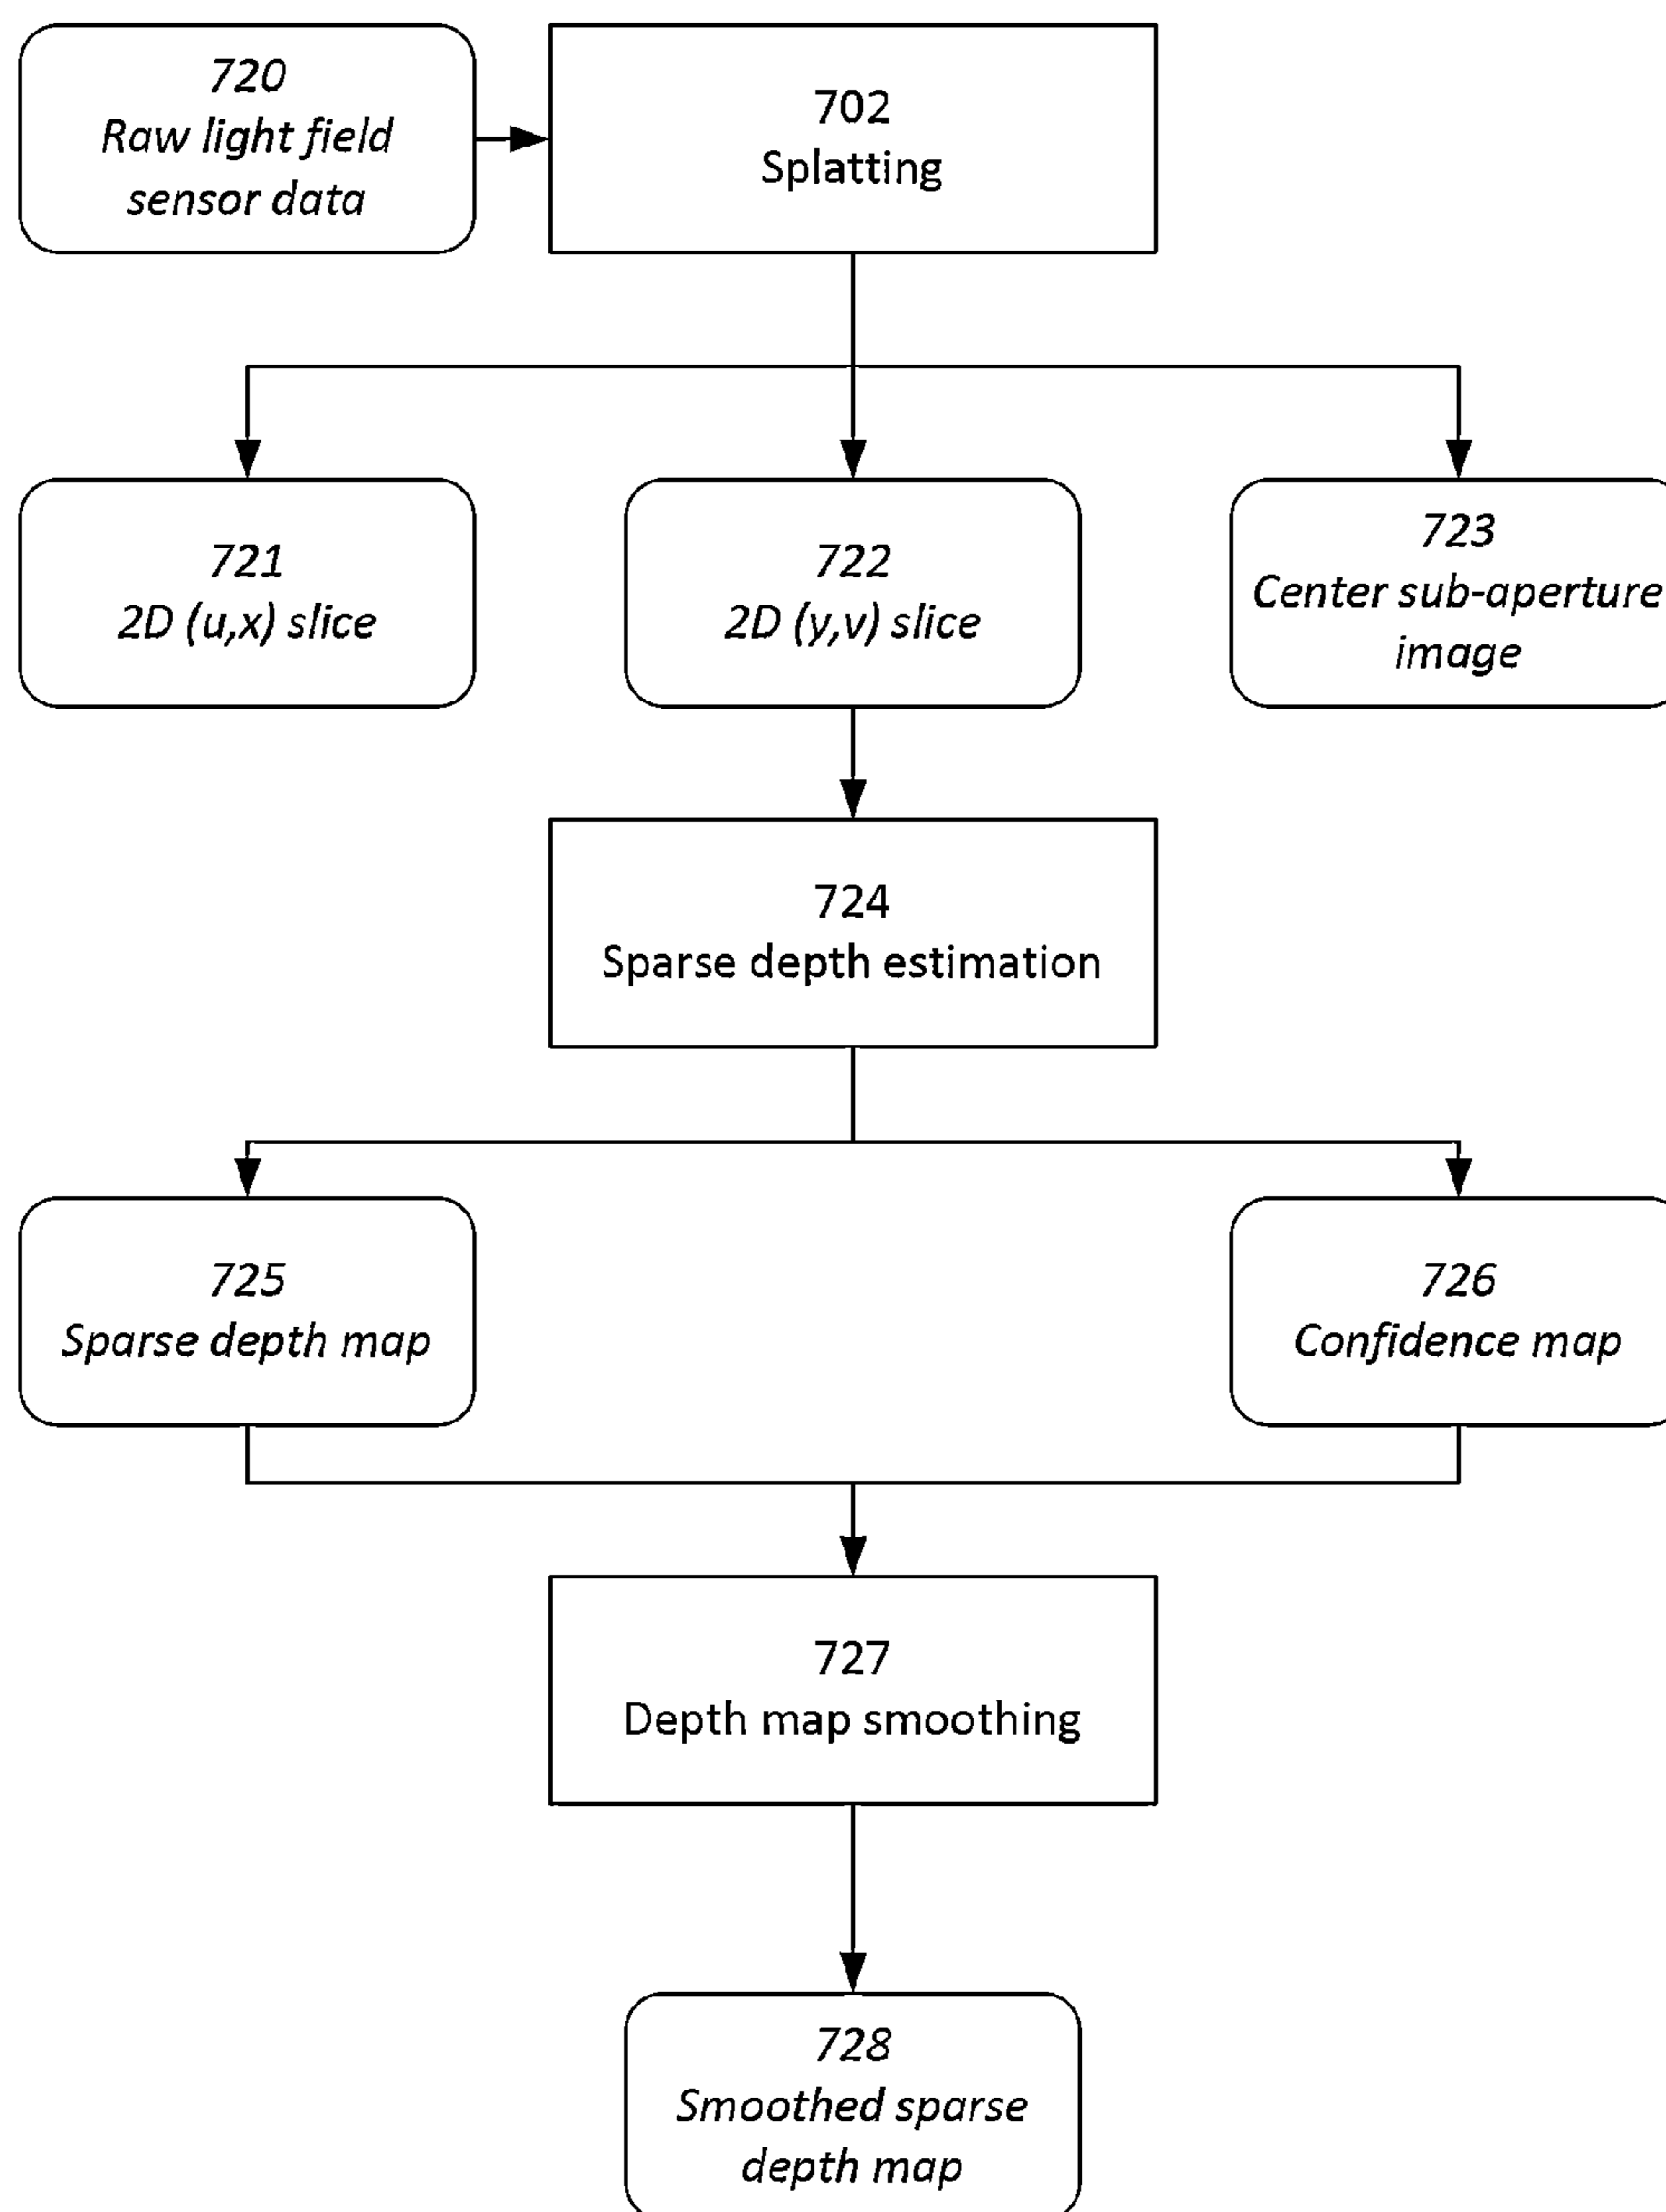 720
Raw light field
sensor data
702
Splatting
721
2D (u,x) slice
722
2D (y,v) slice
723
Center sub-aperture
image
724
Sparse depth estimation
725
Sparse depth map
726
Confidence map
727
Depth map smoothing
728
Smoothed sparse
depth map